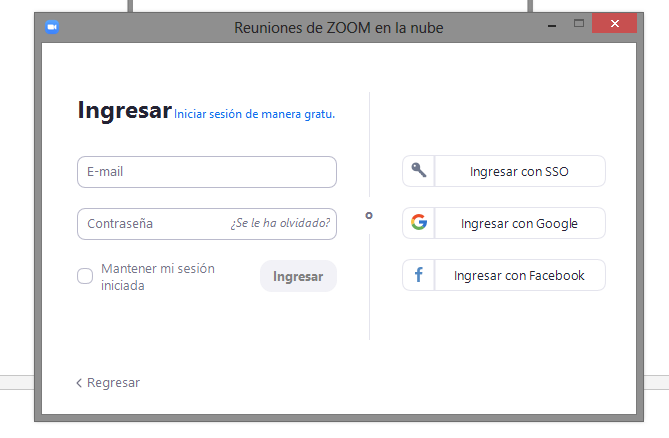 Reuniones de ZOOM en la nube
Ingresar Iniciar sesión de manera gratu.
E-mail
Contraseña ¿Se le ha olvidado?
Mantener mi sesión
iniciada
Ingresar
o
Ingresar con SSO
Ingresar con Google
Ingresar con Facebook
Regresar